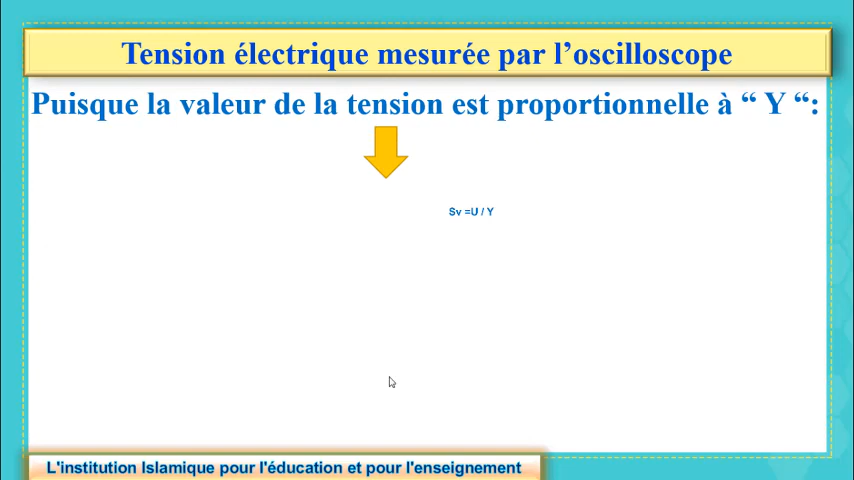 Tension électrique mesurée par l’oscilloscope
Puisque la valeur de la tension est proportionnelle à “ Y “:
Sv =U / Y
L'institution Islamique pour l'éducation et pour l'enseignement